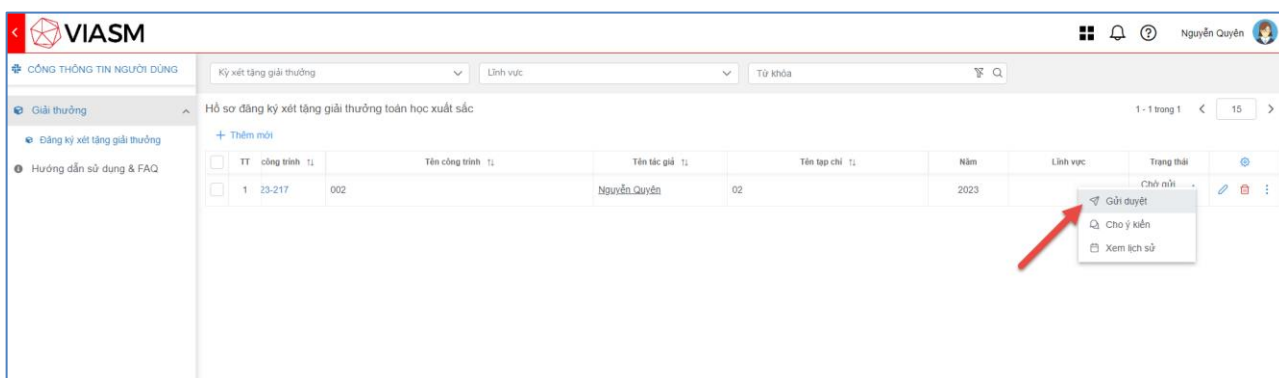 VIASM
Nguyễn Quyên
CỔNG THÔNG TIN NGƯỜI DÙNG
Kỳ xét tặng giải thưởng
Lĩnh vực
Từ khóa
Giải thưởng
Hồ sơ đăng ký xét tặng giải thưởng toán học xuất sắc
1 - 1 trong 1
15
Đăng ký xét tặng giải thưởng
+ Thêm mới
Hướng dẫn sử dụng & FAQ
TT công trình Tên công trình Tên tác giả Tên tạp chí Năm Lĩnh vực Trạng thái
1 23-217 002 Nguyễn Quyên 02 2023 Chờ gửi
Gửi duyệt
Cho ý kiến
Xem lịch sử